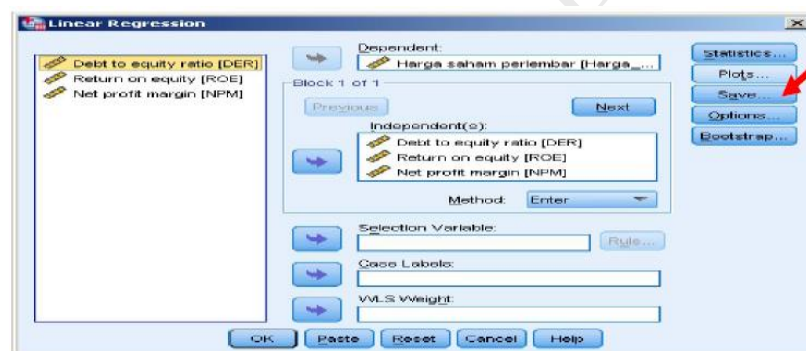 Linear Regression
Debt to equity ratio [DER]
Return on equity [ROE]
Net profit margin [NPM]
Dependent:
Harga saham perlembar [Harga_...
Block 1 of 1
Previous
Next
Independent(s):
Debt to equity ratio [DER]
Return on equity [ROE]
Net profit margin [NPM]
Method: Enter
Selection Variable:
Rule...
Case Labels:
WLS Weight:
Statistics...
Plots...
Save...
Options...
Bootstrap...
OK Paste Reset Cancel Help